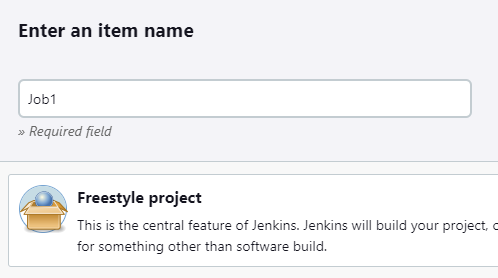 Enter an item name
Job1
» Required field
Freestyle project
This is the central feature of Jenkins. Jenkins will build your project,
for something other than software build.